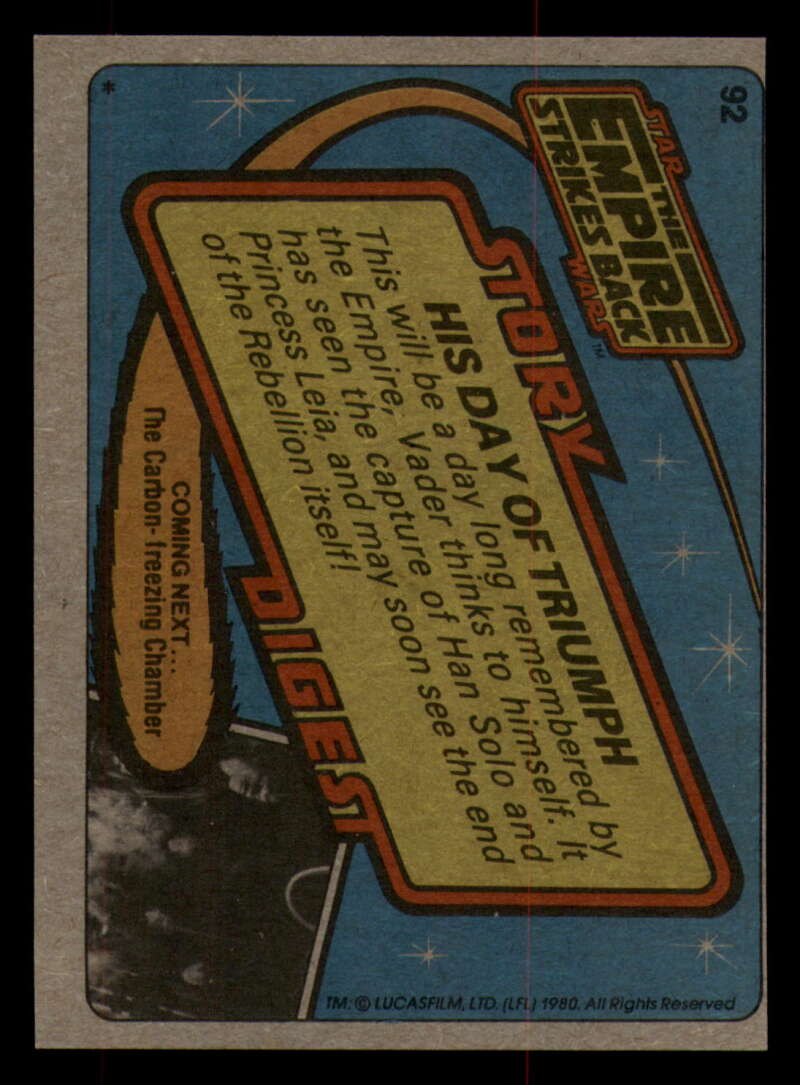 92
STAR
THE
EMPIRE
STRIKES BACK
WARS™
STORY
HIS DAY OF TRIUMPH
This will be a day long remembered by
the Empire, Vader thinks to himself. It
has seen the capture of Han Solo and
Princess Leia, and may soon see the end
of the Rebellion itself!
DIGEST
COMING NEXT...
The Carbon-freezing Chamber
*
TM: © LUCASFILM, LTD. (LFL) 1980. All Rights Reserved